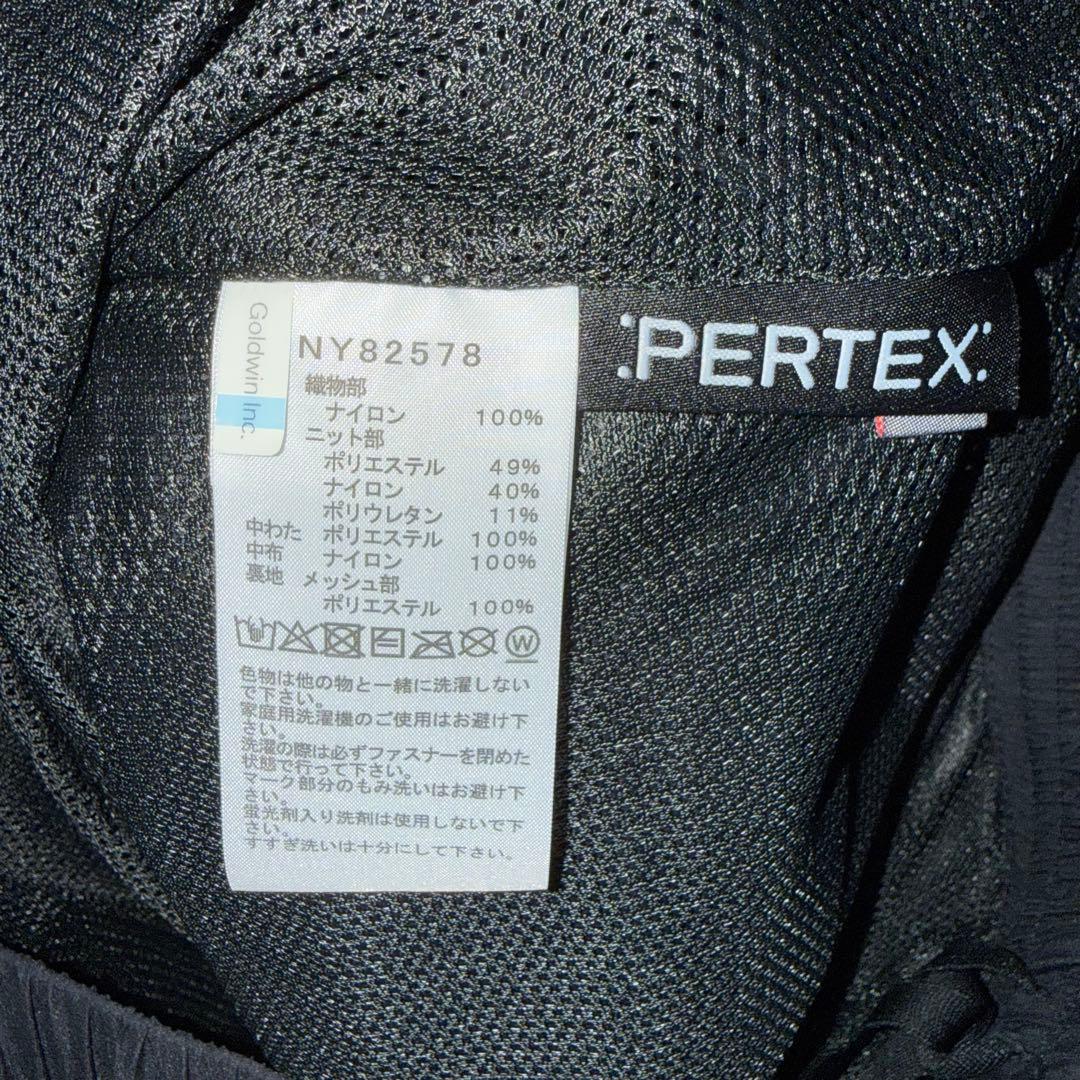 Goldwin Inc.
NY82578
織物部
ナイロン 100%
ニット部
ポリエステル 49%
ナイロン 40%
ポリウレタン 11%
中わた ポリエステル 100%
中布 ナイロン 100%
裏地 メッシュ部
ポリエステル 100%
W
色物は他の物と一緒に洗濯しない
で下さい。
家庭用洗濯機のご使用はお避け下
さい。
洗濯の際は必ずファスナーを閉めた
状態で行って下さい。
マーク部分のもみ洗いはお避け下
さい。
蛍光剤入り洗剤は使用しないで下
さい。
すすぎ洗いは十分にして下さい。
PERTEX